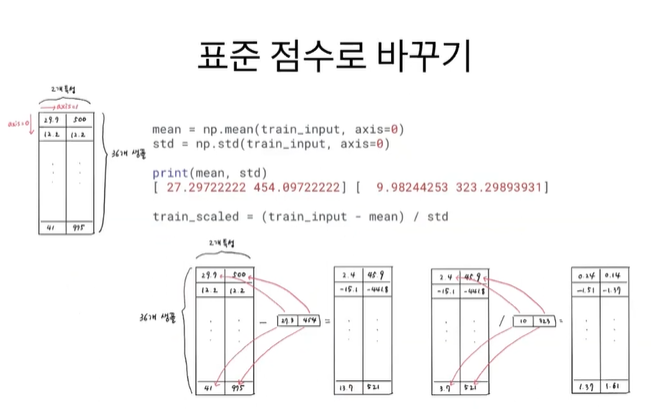 표준 점수로 바꾸기
2개 특성
axis=1
axis=0
29.7 500
12.2 12.2
41 995
36개 샘플
mean = np.mean(train_input, axis=0)
std = np.std(train_input, axis=0)
print(mean, std)
[ 27.29722222 454.09722222] [ 9.98244253 323.29893931]
train_scaled = (train_input - mean) / std
2개 특성
36개 샘플
29.7 500
12.2 12.2
41 995
-
27.3 454
=
2.4 45.9
-15.1 -441.8
13.7 521
2.4 45.9
-15.1 -441.8
3.7 521
/
10 323
=
0.24 0.14
-1.51 -1.37
1.37 1.61